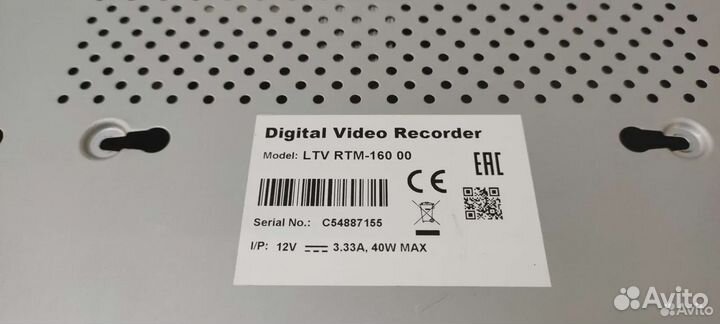 Digital Video Recorder
Model: LTV RTM-160 00
EAC
CE
Serial No.: C54887155
I/P: 12V 3.33A, 40W MAX
Avito
Avito